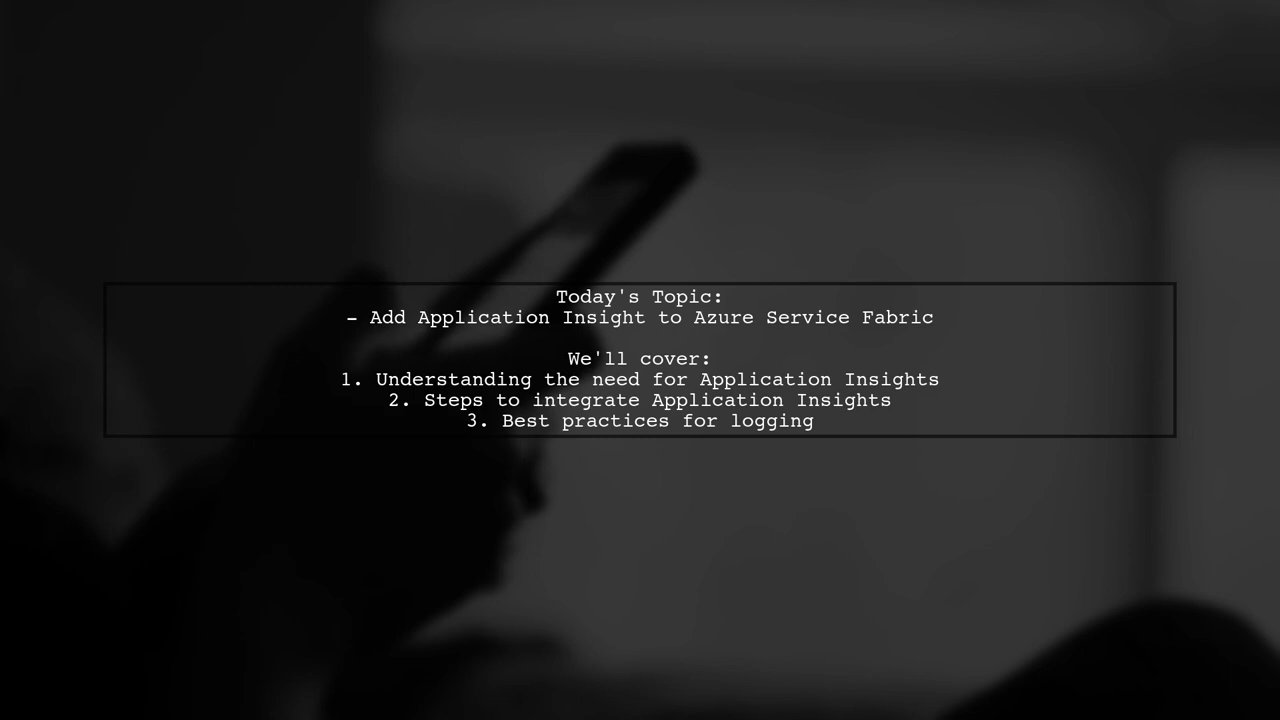 Today's Topic:
– Add Application Insight to Azure Service Fabric
We'll cover:
1. Understanding the need for Application Insights
2. Steps to integrate Application Insights
3. Best practices for logging